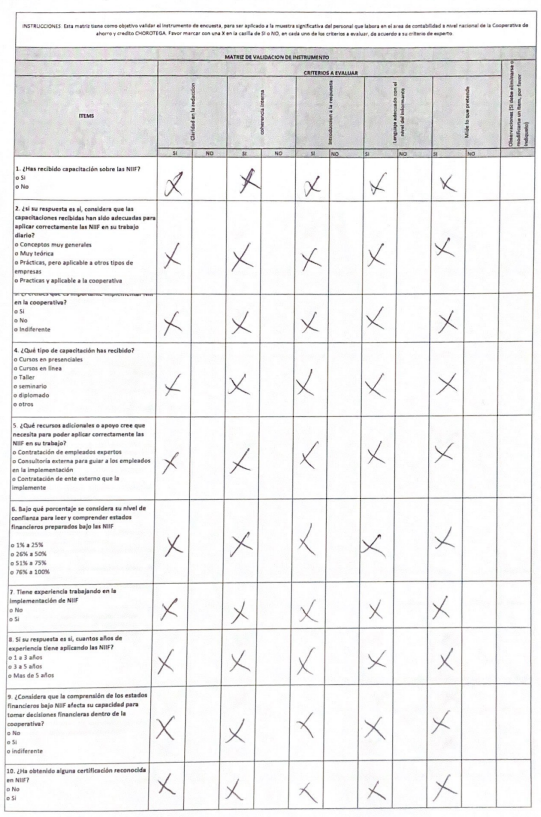 INSTRUCCIONES: Esta matriz tiene como objetivo validar el instrumento de encuesta, para ser aplicado a la muestra significativa del personal que labora en el area de contabilidad a nivel nacional de la Cooperativa de
ahorro y credito CHOROTEGA. Favor marcar con una X en la casilla de SI o NO, en cada uno de los criterios a evaluar, de acuerdo a su criterio de experto.
MATRIZ DE VALIDACION DE INSTRUMENTO
CRITERIOS A EVALUAR
ITEMS
Claridad en la redaccion
coherencia interna
Introduccion a la respuesta
Lenguaje adecuado con el
nivel del informante
Mide lo que pretende
Observaciones (Si debe eliminarse o
modificarse un ítem, por favor
indíquelo)
SI NO SI NO SI NO SI NO SI NO
1. ¿Has recibido capacitación sobre las NIIF?
o Si
o No
X X X X X
2. ¿si su respuesta es sí, considera que las
capacitaciones recibidas han sido adecuadas para
aplicar correctamente las NIIF en su trabajo
diario?
o Conceptos muy generales
o Muy teórica
o Prácticas, pero aplicable a otros tipos de
empresas
o Practicas y aplicable a la cooperativa
X X X X X
en la cooperativa?
o Si
o No
o Indiferente
X X X X X
4. ¿Qué tipo de capacitación has recibido?
o Cursos en presenciales
o Cursos en línea
o Taller
o seminario
o diplomado
o otros
X X X X X
5 ¿Qué recursos adicionales o apoyo cree que
necesita para poder aplicar correctamente las
NIIF en su trabajo?
o Contratación de empleados expertos
o Consultoría externa para guiar a los empleados
en la implementación
o Contratación de ente externo que la
implemente
X X X X X
6. Bajo qué porcentaje se considera su nivel de
confianza para leer y comprender estados
financieros preparados bajo las NIIF
o 1% a 25%
o 26% a 50%
o 51% a 75%
o 76% a 100%
X X X X X
7. Tiene experiencia trabajando en la
implementación de NIIF
o No
o Si
X X X X X
8. Si su respuesta es si, cuantos años de
experiencia tiene aplicando las NIIF?
o 1 a 3 años
o 3 a 5 años
o Mas de 5 años
X X X X X
9. ¿Considera que la comprensión de los estados
financieros bajo NIIF afecta su capacidad para
tomar decisiones financieras dentro de la
cooperativa?
o No
o Si
o indiferente
X X X X X
10. ¿Ha obtenido alguna certificación reconocida
en NIIF?
o No
o Si
X X X X X